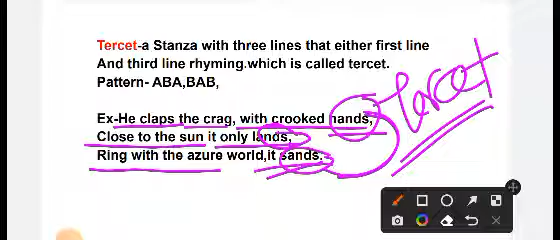 Tercet-a Stanza with three lines that either first line
And third line rhyming.which is called tercet.
Pattern- ABA,BAB,
Ex-He claps the crag, with crooked hands,
Close to the sun it only lands,
Ring with the azure world,it sands.
Tercet